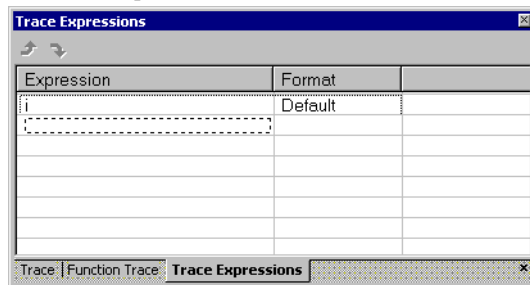 Trace Expressions
Expression Format
i Default
Trace Function Trace Trace Expressions